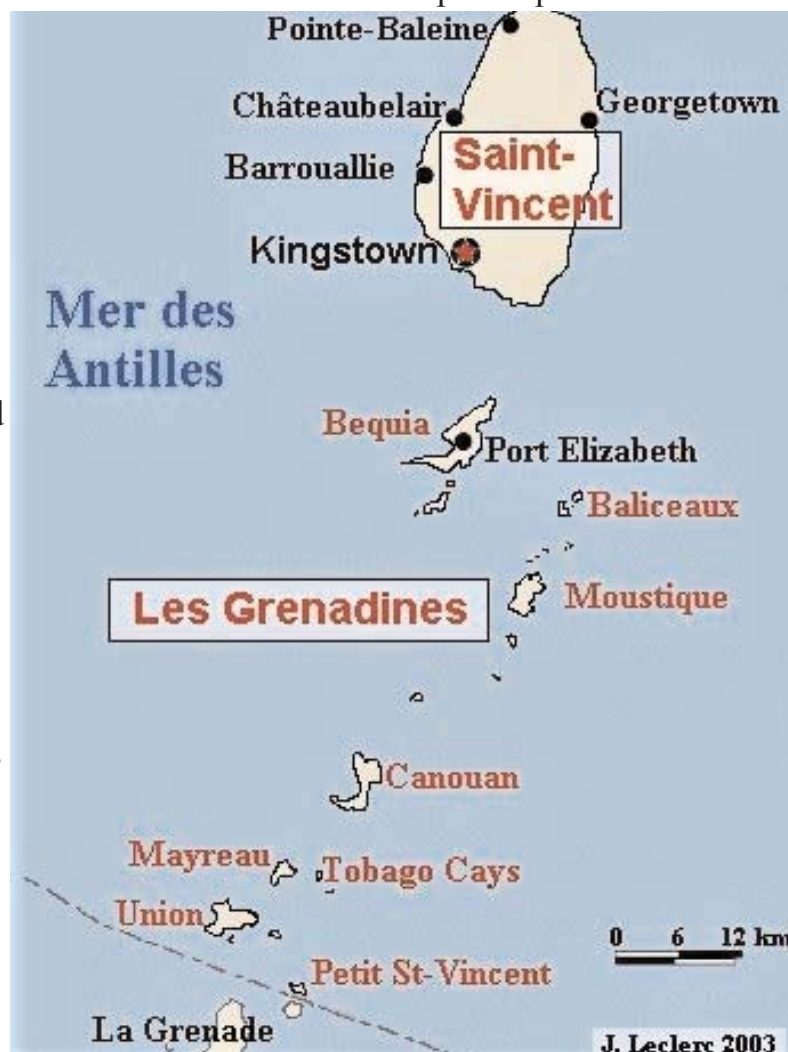 Pointe-Baleine
Châteaubelair
Georgetown
Barrouallie
Saint-
Vincent
Kingstown
Mer des
Antilles
Bequia
Port Elizabeth
Baliceaux
Les Grenadines
Moustique
Canouan
Mayreau
Tobago Cays
Union
0 6 12 km
Petit St-Vincent
La Grenade
J. Leclerc 2003